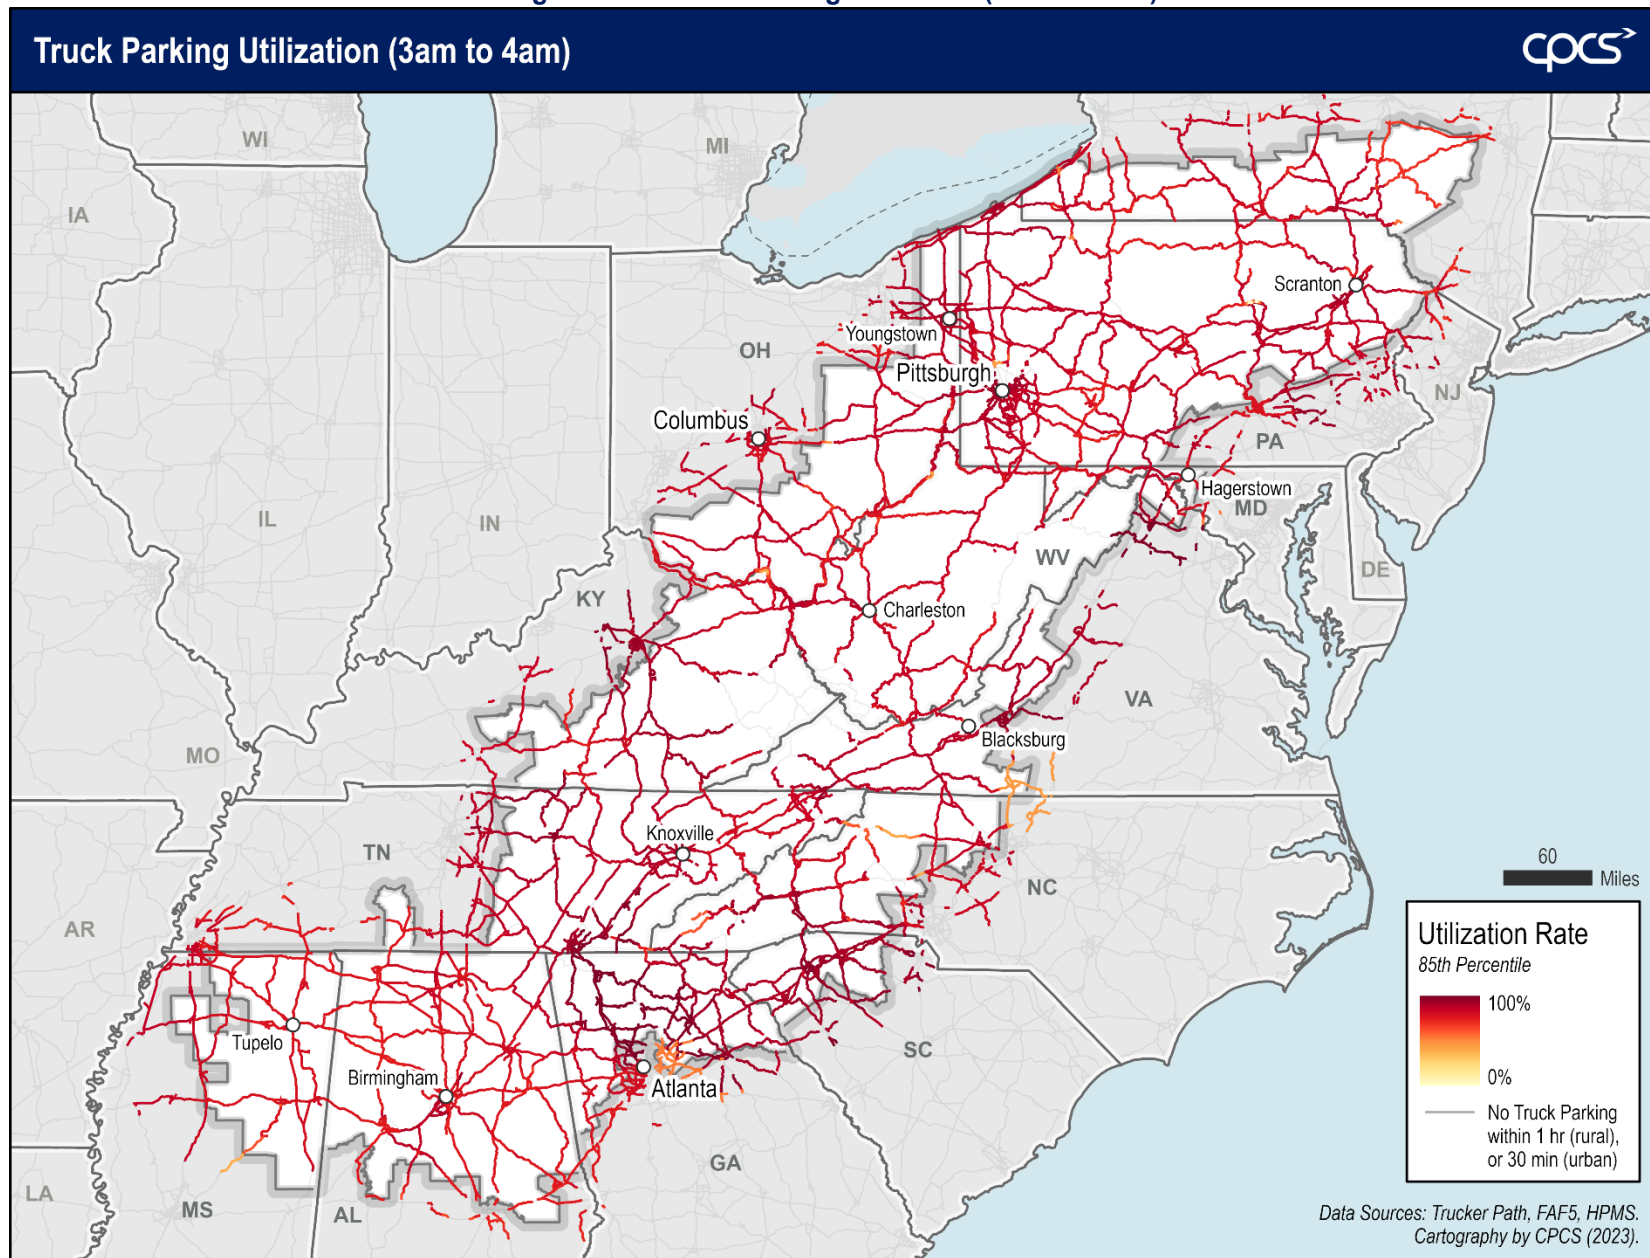 Truck Parking Utilization (3am to 4am)
cpcs
WI
MI
IA
Scranton
Youngstown
OH
Pittsburgh
NJ
Columbus
PA
Hagerstown
MD
IL
IN
WV
DE
KY
Charleston
VA
Blacksburg
MO
Knoxville
TN
60
Miles
NC
AR
Utilization Rate
85th Percentile
100%
0%
No Truck Parking
within 1 hr (rural),
or 30 min (urban)
Tupelo
SC
Birmingham
Atlanta
GA
LA
MS
AL
Data Sources: Trucker Path, FAF5, HPMS.
Cartography by CPCS (2023).